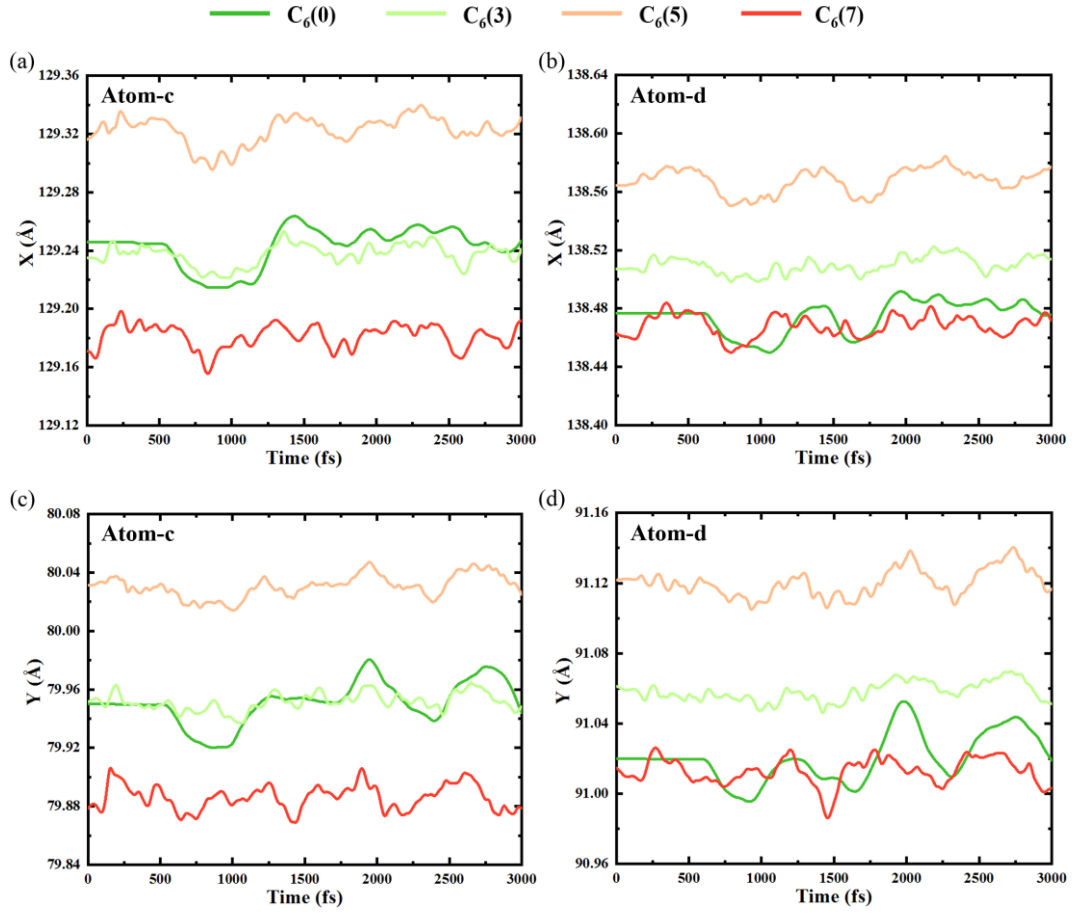 C₆(0) C₆(3) C₆(5) C₆(7)
(a) (b)
Atom-c
129.36
129.32
129.28
129.24
129.20
129.16
129.12
X (Å)
0 500 1000 1500 2000 2500 3000
Time (fs)
Atom-d
138.64
138.60
138.56
138.52
138.48
138.44
138.40
X (Å)
0 500 1000 1500 2000 2500 3000
Time (fs)
(c) (d)
Atom-c
80.08
80.04
80.00
79.96
79.92
79.88
79.84
Y (Å)
0 500 1000 1500 2000 2500 3000
Time (fs)
Atom-d
91.16
91.12
91.08
91.04
91.00
90.96
Y (Å)
0 500 1000 1500 2000 2500 3000
Time (fs)